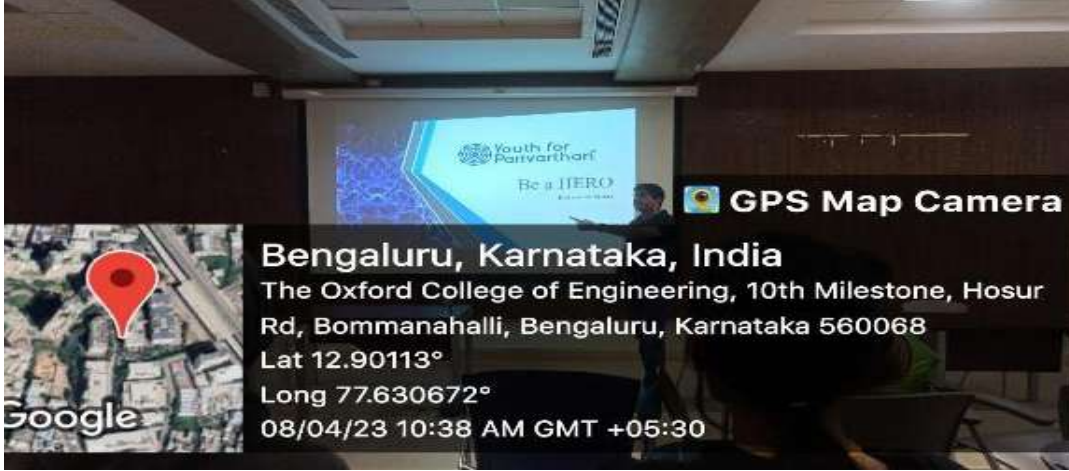 Youth for
Parivarthan
Be a HERO
GPS Map Camera
Bengaluru, Karnataka, India
The Oxford College of Engineering, 10th Milestone, Hosur
Rd, Bommanahalli, Bengaluru, Karnataka 560068
Lat 12.90113°
Long 77.630672°
08/04/23 10:38 AM GMT +05:30
Google